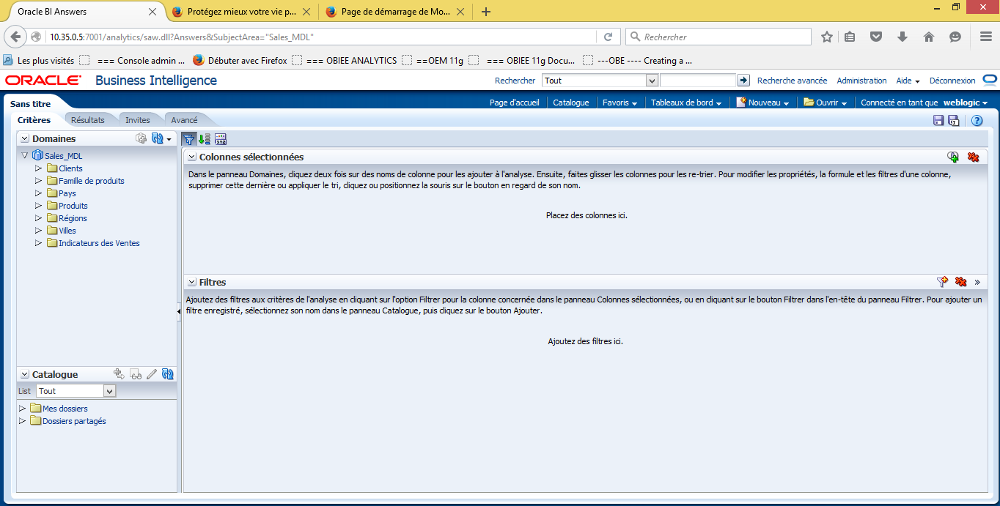 Oracle BI Answers
Protégez mieux votre vie p...
Page de démarrage de Mo...
10.35.0.5:7001/analytics/saw.dll?Answers&SubjectArea="Sales_MDL"
Rechercher
Les plus visités === Console admin ... Débuter avec Firefox === OBIEE ANALYTICS ==OEM 11g === OBIEE 11g Docu... ---OBE ---- Creating a ...
ORACLE Business Intelligence
Rechercher Tout Recherche avancée Administration Aide Déconnexion
Sans titre
Page d'accueil Catalogue Favoris Tableaux de bord Nouveau Ouvrir Connecté en tant que weblogic
Critères Résultats Invites Avancé
Domaines
Sales_MDL
Clients
Famille de produits
Pays
Produits
Régions
Villes
Indicateurs des Ventes
Colonnes sélectionnées
Dans le panneau Domaines, cliquez deux fois sur des noms de colonne pour les ajouter à l'analyse. Ensuite, faites glisser les colonnes pour les re-trier. Pour modifier les propriétés, la formule et les filtres d'une colonne,
supprimer cette dernière ou appliquer le tri, cliquez ou positionnez la souris sur le bouton en regard de son nom.
Placez des colonnes ici.
Filtres
Ajoutez des filtres aux critères de l'analyse en cliquant sur l'option Filtrer pour la colonne concernée dans le panneau Colonnes sélectionnées, ou en cliquant sur le bouton Filtrer dans l'en-tête du panneau Filtrer. Pour ajouter un
filtre enregistré, sélectionnez son nom dans le panneau Catalogue, puis cliquez sur le bouton Ajouter.
Ajoutez des filtres ici.
Catalogue
List Tout
Mes dossiers
Dossiers partagés